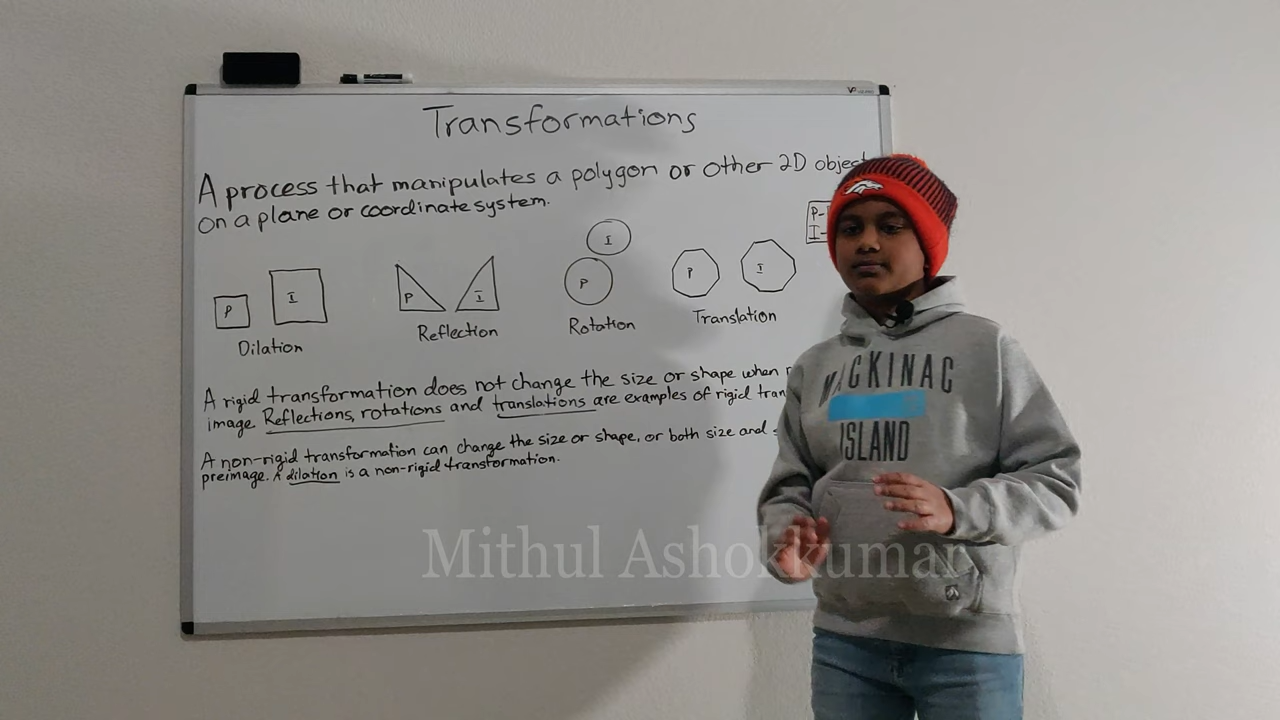 Transformations
A process that manipulates a polygon or other 2D object
on a plane or coordinate system.
P-
I-
P I
P I
P I
P I
Dilation
Reflection
Rotation
Translation
A rigid transformation does not change the size or shape when
image. Reflections, rotations and translations are examples of rigid tran
A non-rigid transformation can change the size or shape, or both size and
preimage. A dilation is a non-rigid transformation.
MACKINAC
ISLAND
Mithul Ashokkumar